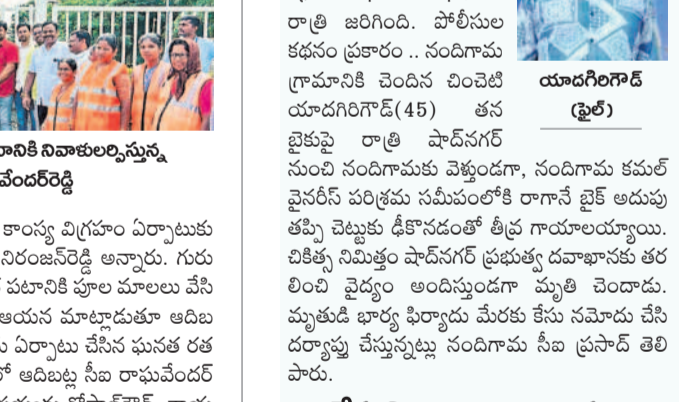 ానికి నివాళులర్పిస్తున్న
వేందర్‌రెడ్డి
కాంస్య విగ్రహం ఏర్పాటుకు
నిరంజన్‌రెడ్డి అన్నారు. గురు
పటానికి పూల మాలలు వేసి
ఆయన మాట్లాడుతూ ఆదిబ
ఏర్పాటు చేసిన ఘనత రత
లో ఆదిబట్ల సీఐ రాఘవేందర్
రాత్రి జరిగింది. పోలీసుల
కథనం ప్రకారం .. నందిగామ
గ్రామానికి చెందిన చించెటి
యాదగిరిగౌడ్(45) తన
బైకుపై రాత్రి షాద్‌నగర్
నుంచి నందిగామకు వెళ్తుండగా, నందిగామ కమల్
వైనరీస్ పరిశ్రమ సమీపంలోకి రాగానే బైక్ అదుపు
తప్పి చెట్టుకు ఢీకొనడంతో తీవ్ర గాయాలయ్యాయి.
చికిత్స నిమిత్తం షాద్‌నగర్ ప్రభుత్వ దవాఖానకు తర
లించి వైద్యం అందిస్తుండగా మృతి చెందాడు.
మృతుడి భార్య ఫిర్యాదు మేరకు కేసు నమోదు చేసి
దర్యాప్తు చేస్తున్నట్లు నందిగామ సీఐ ప్రసాద్ తెలి
పారు.
యాదగిరిగౌడ్
(ఫైల్)